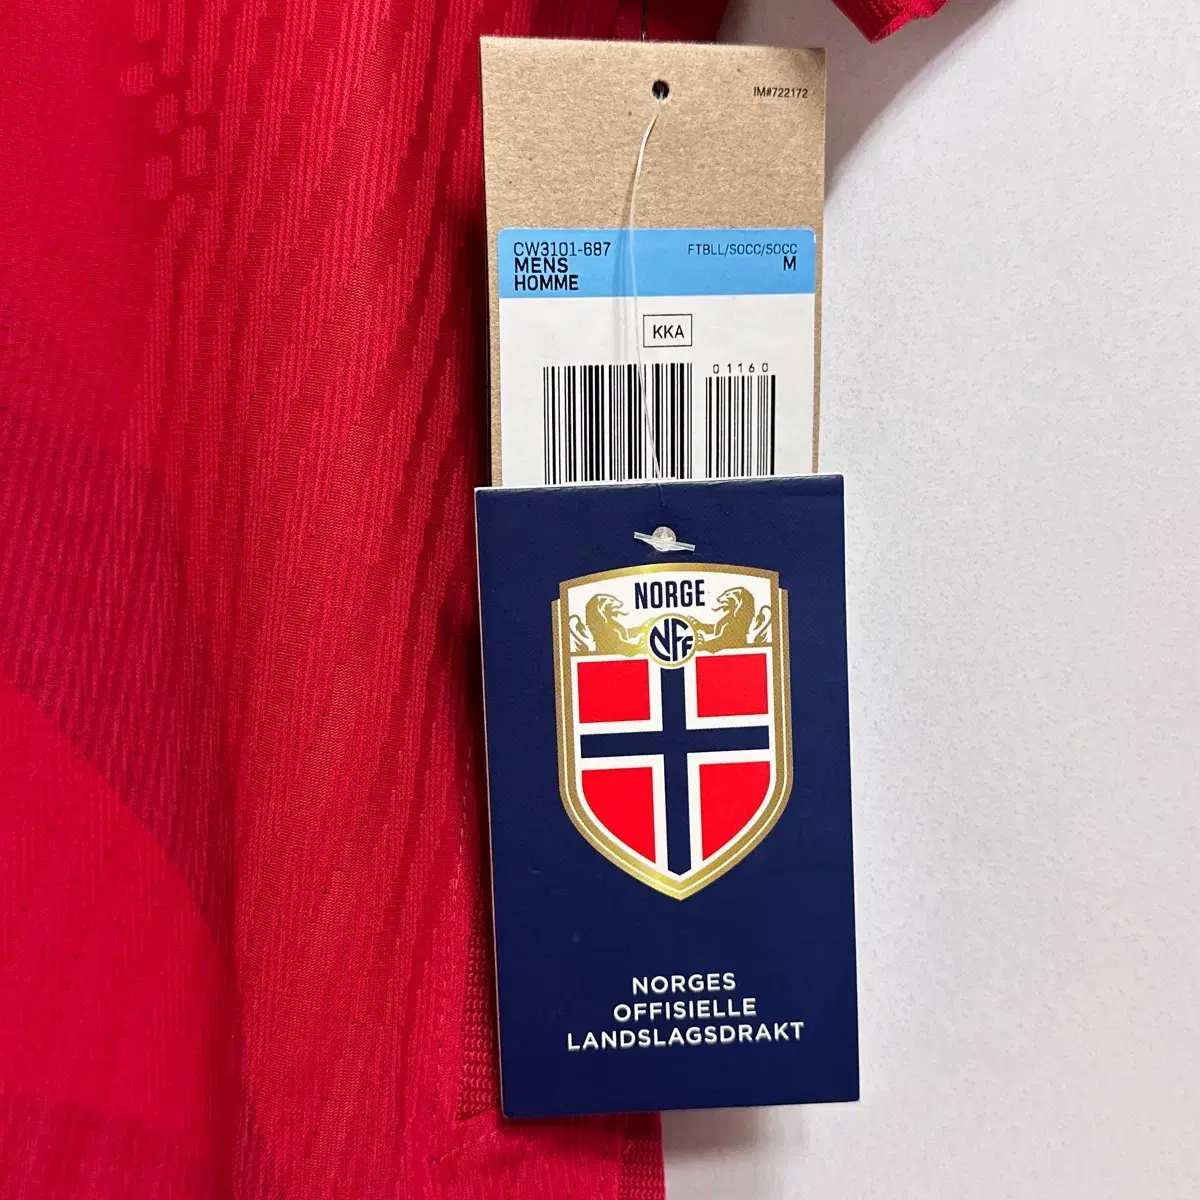 IM#722172
CW3101-687 FTBLL/SOCC/SOCC
MENS M
HOMME
KKA
01160
NORGE
NFF
NORGES
OFFISIELLE
LANDSLAGSDRAKT